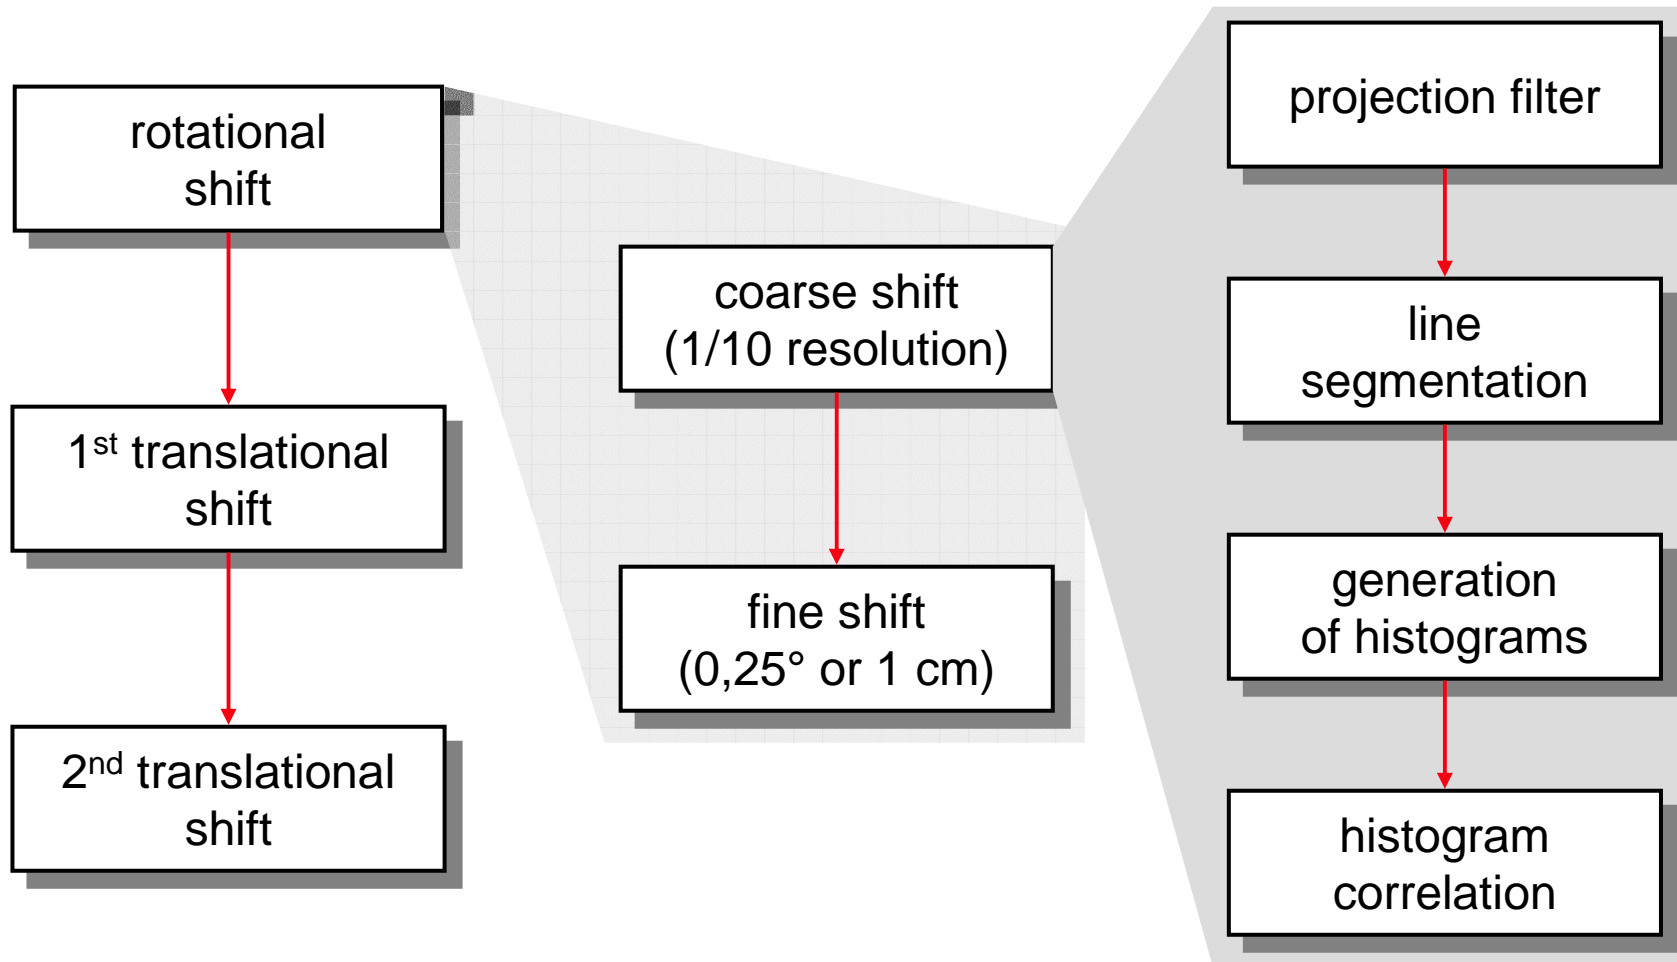 rotational
shift
1st translational
shift
2nd translational
shift
coarse shift
(1/10 resolution)
fine shift
(0,25° or 1 cm)
projection filter
line
segmentation
generation
of histograms
histogram
correlation